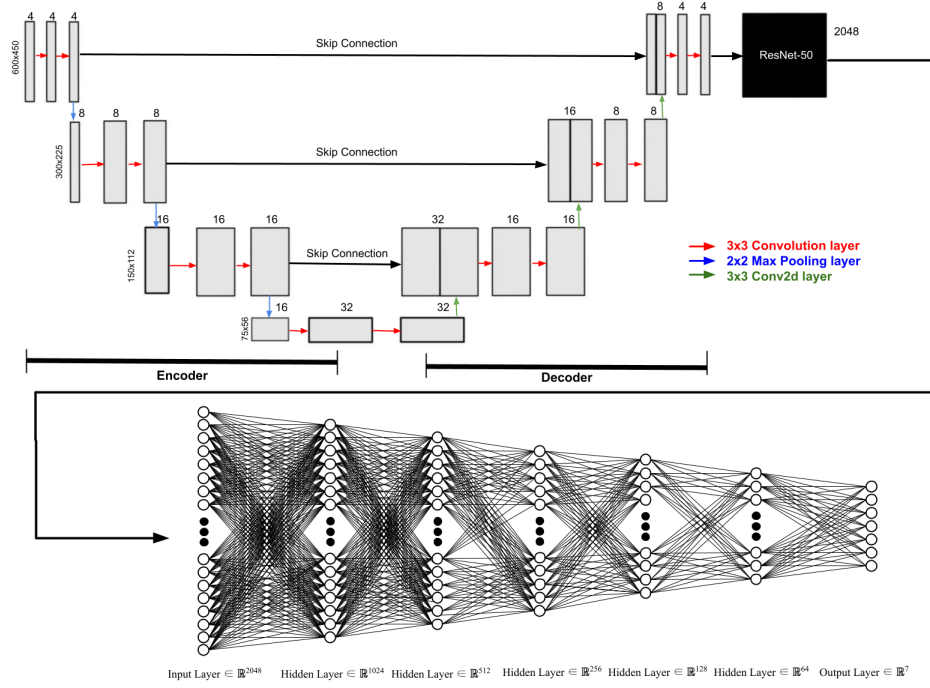 4 4 4
8 4 4
600x450
Skip Connection
ResNet-50
2048
8 8 8
16 8 8
300x225
Skip Connection
16 16 16
32 16 16
150x112
Skip Connection
3x3 Convolution layer
2x2 Max Pooling layer
3x3 Conv2d layer
16 32 32
75x56
Encoder
Decoder
Input Layer ∈ ℝ²⁰⁴⁸ Hidden Layer ∈ ℝ¹⁰²⁴ Hidden Layer ∈ ℝ⁵¹² Hidden Layer ∈ ℝ²⁵⁶ Hidden Layer ∈ ℝ¹²⁸ Hidden Layer ∈ ℝ⁶⁴ Output Layer ∈ ℝ⁷